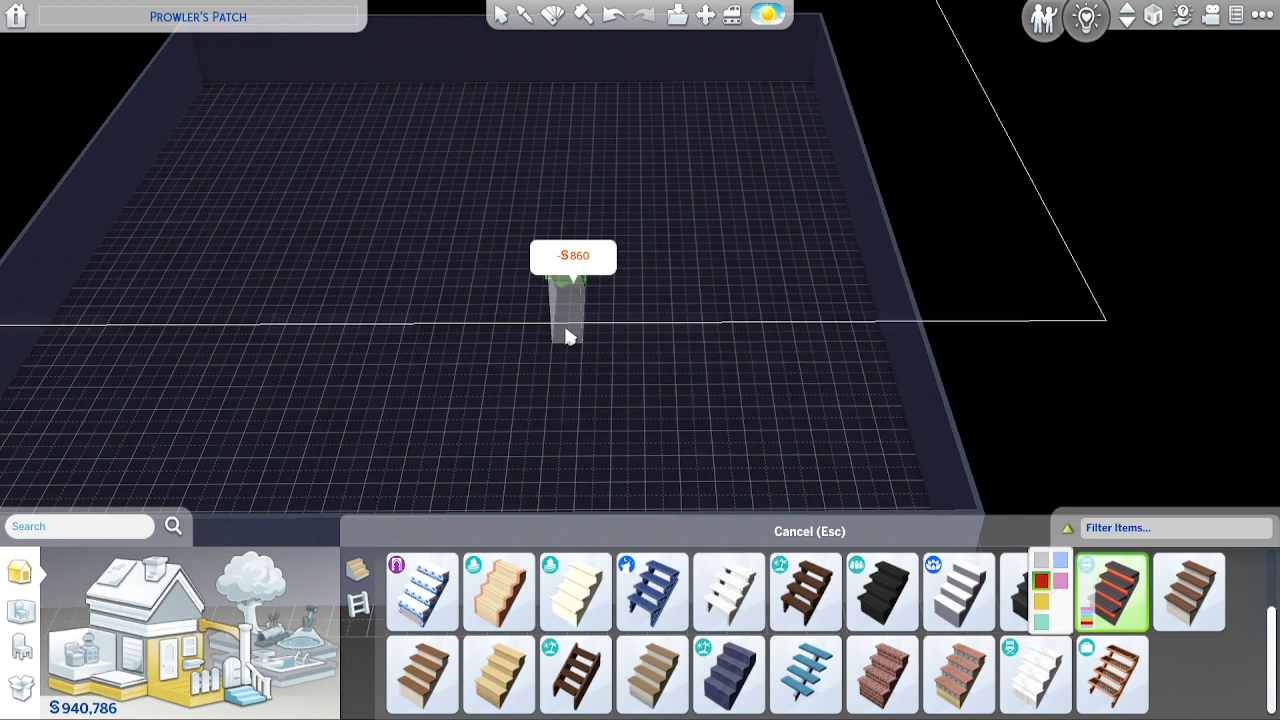 PROWLER'S PATCH
-§860
Cancel (Esc)
Search
Filter Items...
§940,786